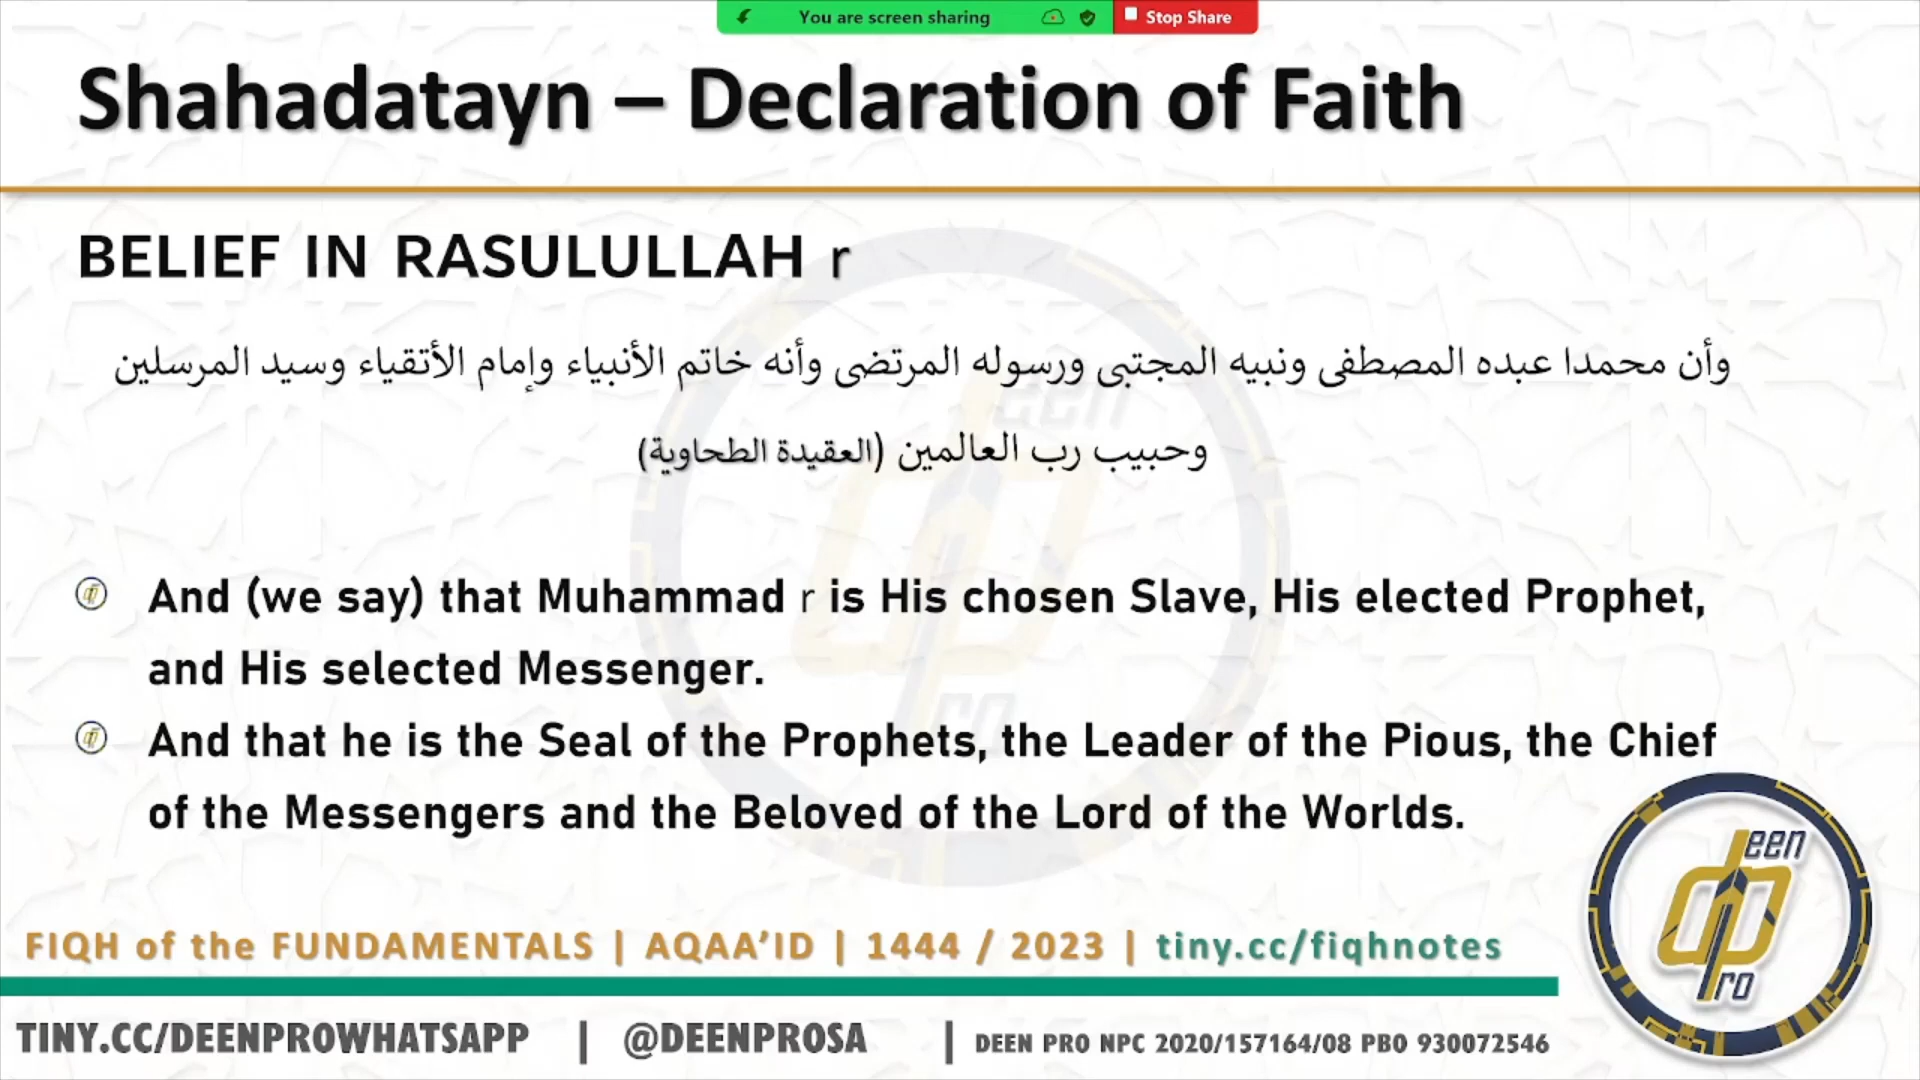 You are screen sharing
Stop Share
Shahadatayn – Declaration of Faith
BELIEF IN RASULULLAH r
وأن محمدا عبده المصطفى ونبيه المجتبى ورسوله المرتضى وأنه خاتم الأنبياء وإمام الأتقياء وسيد المرسلين
وحبيب رب العالمين (العقيدة الطحاوية)
And (we say) that Muhammad r is His chosen Slave, His elected Prophet,
and His selected Messenger.
And that he is the Seal of the Prophets, the Leader of the Pious, the Chief
of the Messengers and the Beloved of the Lord of the Worlds.
een
ro
FIQH of the FUNDAMENTALS | AQAA’ID | 1444 / 2023 | tiny.cc/fiqhnotes
TINY.CC/DEENPROWHATSAPP | @DEENPROSA | DEEN PRO NPC 2020/157164/08 PBO 930072546